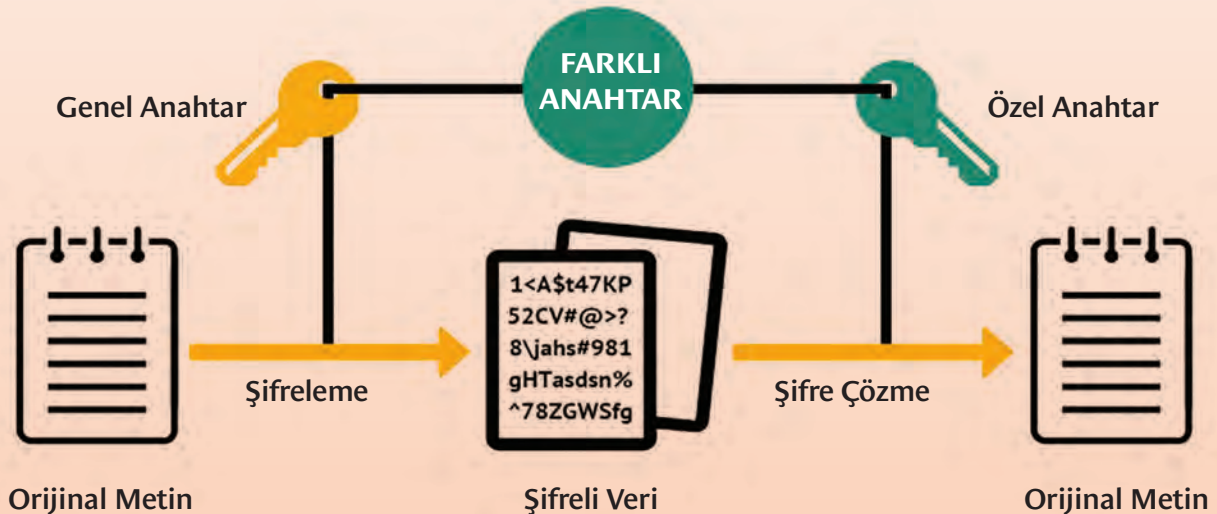 FARKLI
ANAHTAR
Genel Anahtar
Özel Anahtar
1<A$t47KP
52CV#@>?
8\jahs#981
gHTasdsn%
^78ZGWSfg
Şifreleme
Şifre Çözme
Orijinal Metin
Şifreli Veri
Orijinal Metin